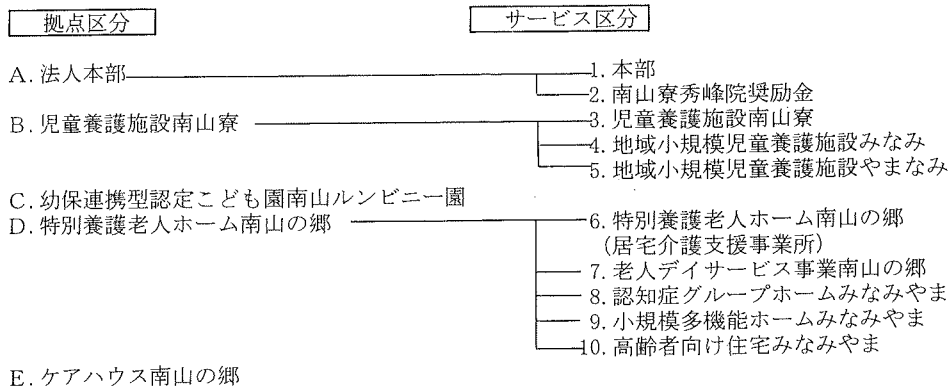 拠点区分 サービス区分
A. 法人本部 1. 本部
2. 南山寮秀峰院奨励金
B. 児童養護施設南山寮 3. 児童養護施設南山寮
4. 地域小規模児童養護施設みなみ
5. 地域小規模児童養護施設やまなみ
C. 幼保連携型認定こども園南山ルンビニー園
D. 特別養護老人ホーム南山の郷 6. 特別養護老人ホーム南山の郷
(居宅介護支援事業所)
7. 老人デイサービス事業南山の郷
8. 認知症グループホームみなみやま
9. 小規模多機能ホームみなみやま
10. 高齢者向け住宅みなみやま
E. ケアハウス南山の郷